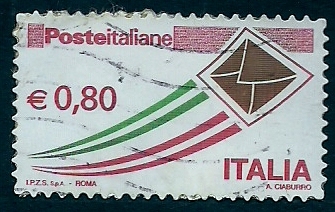 Posteitaliane
€ 0,80
ITALIA
I.P.Z.S. S.p.A. - ROMA
A. CIABURRO